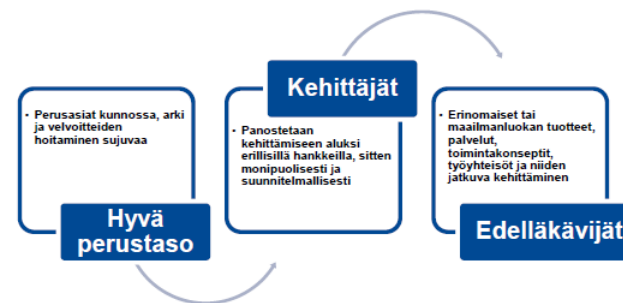 • Perusasiat kunnossa, arki
ja velvoitteiden
hoitaminen sujuvaa
Hyvä
perustaso
Kehittäjät
• Panostetaan
kehittämiseen aluksi
erillisillä hankkeilla, sitten
monipuolisesti ja
suunnitelmallisesti
• Erinomaiset tai
maailmanluokan tuotteet,
palvelut,
toimintakonseptit,
työyhteisöt ja niiden
jatkuva kehittäminen
Edelläkävijät